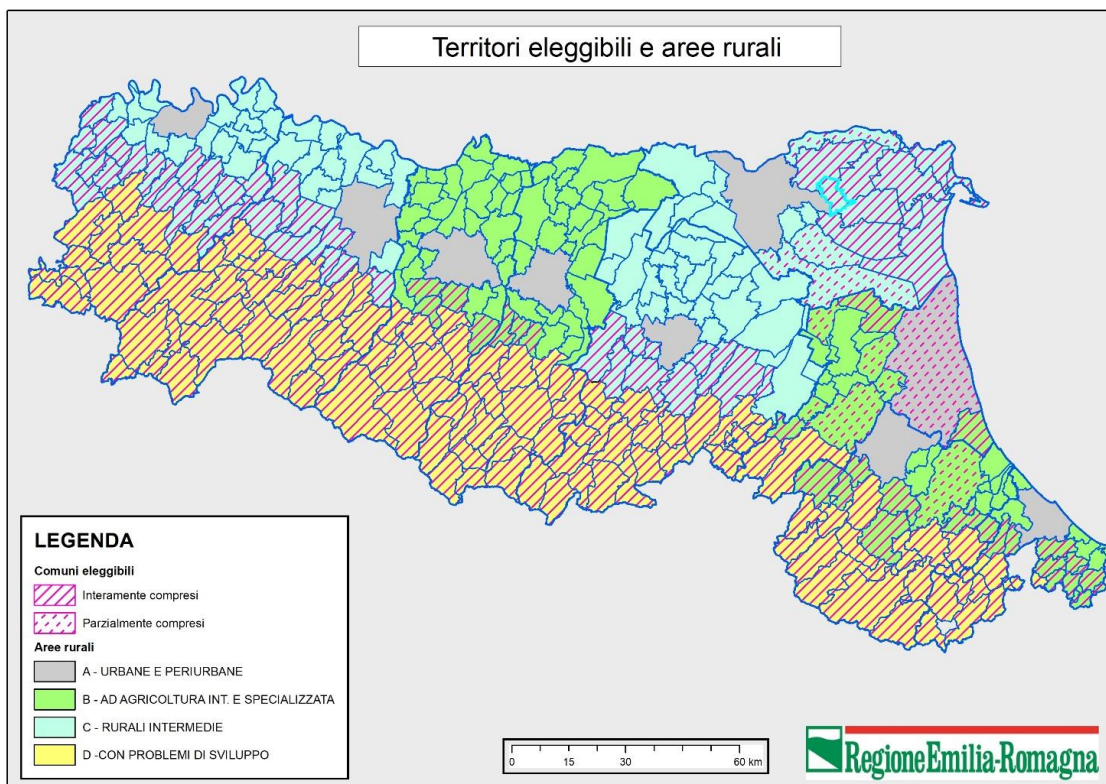 Territori eleggibili e aree rurali
LEGENDA
Comuni eleggibili
Interamente compresi
Parzialmente compresi
Aree rurali
A - URBANE E PERIURBANE
B - AD AGRICOLTURA INT. E SPECIALIZZATA
C - RURALI INTERMEDIE
D -CON PROBLEMI DI SVILUPPO
0 15 30 60 km
RegioneEmilia-Romagna